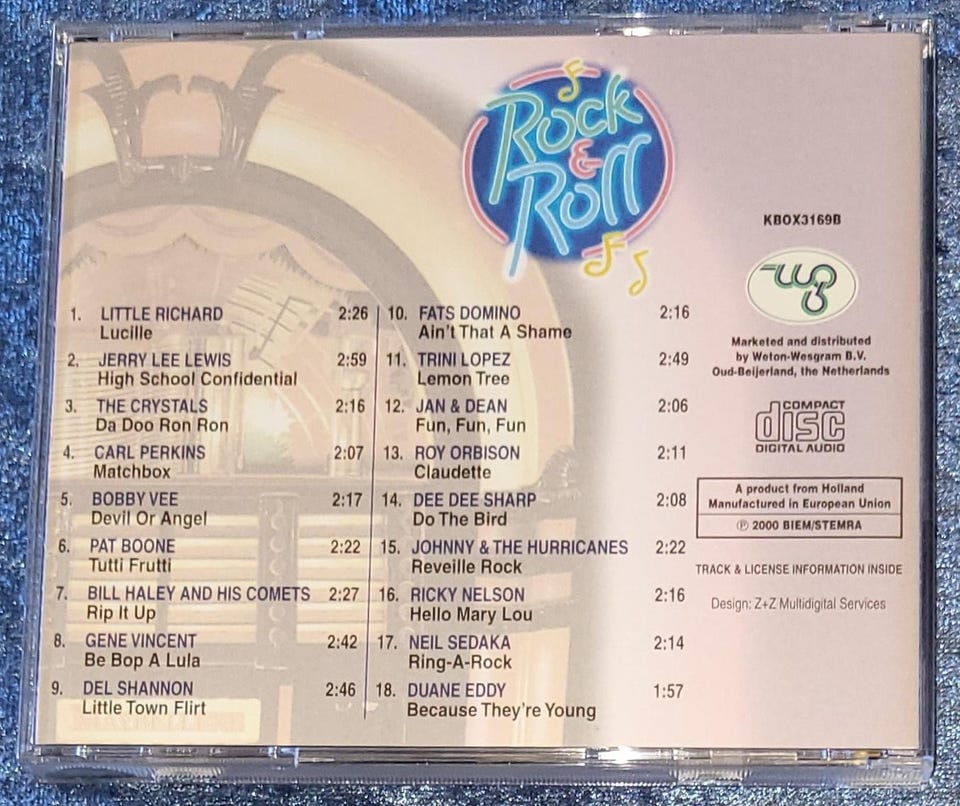 Rock
&
Roll
KBOX3169B
1. LITTLE RICHARD 2:26
Lucille
2. JERRY LEE LEWIS 2:59
High School Confidential
3. THE CRYSTALS 2:16
Da Doo Ron Ron
4. CARL PERKINS 2:07
Matchbox
5. BOBBY VEE 2:17
Devil Or Angel
6. PAT BOONE 2:22
Tutti Frutti
7. BILL HALEY AND HIS COMETS 2:27
Rip It Up
8. GENE VINCENT 2:42
Be Bop A Lula
9. DEL SHANNON 2:46
Little Town Flirt
10. FATS DOMINO 2:16
Ain't That A Shame
11. TRINI LOPEZ 2:49
Lemon Tree
12. JAN & DEAN 2:06
Fun, Fun, Fun
13. ROY ORBISON 2:11
Claudette
14. DEE DEE SHARP 2:08
Do The Bird
15. JOHNNY & THE HURRICANES 2:22
Reveille Rock
16. RICKY NELSON 2:16
Hello Mary Lou
17. NEIL SEDAKA 2:14
Ring-A-Rock
18. DUANE EDDY 1:57
Because They're Young
Marketed and distributed
by Weton-Wesgram B.V.
Oud-Beijerland, the Netherlands
COMPACT
disc
DIGITAL AUDIO
A product from Holland
Manufactured in European Union
℗ 2000 BIEM/STEMRA
TRACK & LICENSE INFORMATION INSIDE
Design: Z+Z Multidigital Services